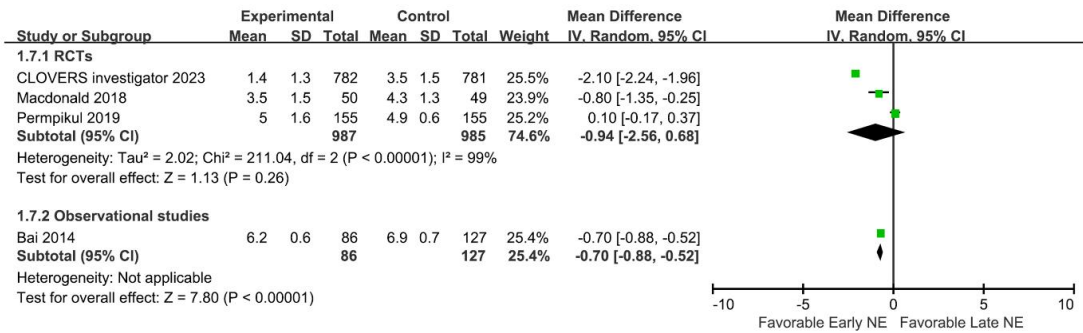 Experimental Control Mean Difference Mean Difference
Study or Subgroup Mean SD Total Mean SD Total Weight IV. Random. 95% CI IV. Random. 95% CI
1.7.1 RCTs
CLOVERS investigator 2023 1.4 1.3 782 3.5 1.5 781 25.5% -2.10 [-2.24, -1.96]
Macdonald 2018 3.5 1.5 50 4.3 1.3 49 23.9% -0.80 [-1.35, -0.25]
Permpikul 2019 5 1.6 155 4.9 0.6 155 25.2% 0.10 [-0.17, 0.37]
Subtotal (95% CI) 987 985 74.6% -0.94 [-2.56, 0.68]
Heterogeneity: Tau² = 2.02; Chi² = 211.04, df = 2 (P < 0.00001); I² = 99%
Test for overall effect: Z = 1.13 (P = 0.26)
1.7.2 Observational studies
Bai 2014 6.2 0.6 86 6.9 0.7 127 25.4% -0.70 [-0.88, -0.52]
Subtotal (95% CI) 86 127 25.4% -0.70 [-0.88, -0.52]
Heterogeneity: Not applicable
Test for overall effect: Z = 7.80 (P < 0.00001)
-10 -5 0 5 10
Favorable Early NE Favorable Late NE